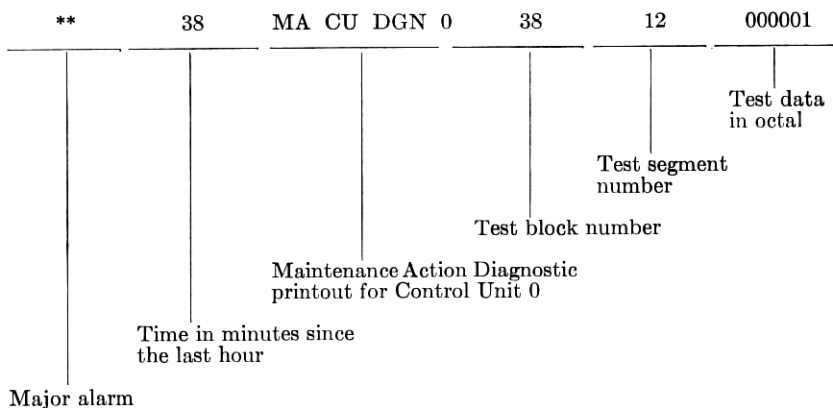 ** 38 MA CU DGN 0 38 12 000001
Test data
in octal
Test segment
number
Test block number
Maintenance Action Diagnostic
printout for Control Unit 0
Time in minutes since
the last hour
Major alarm